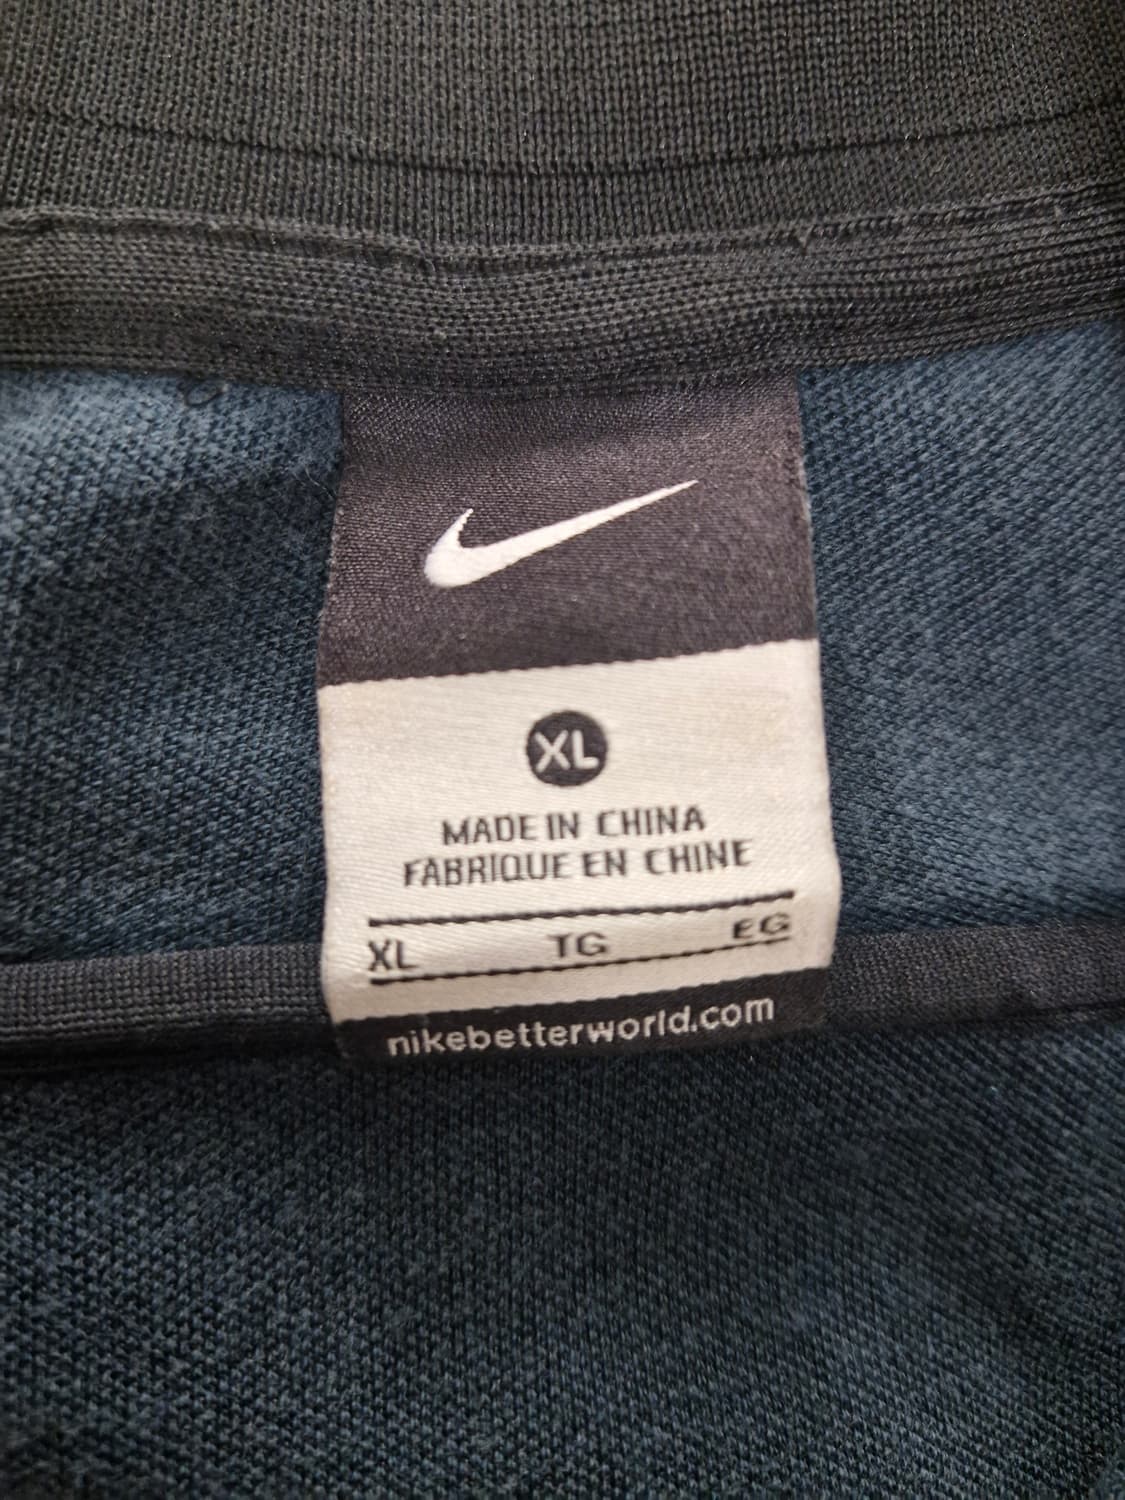 XL
MADE IN CHINA
FABRIQUE EN CHINE
XL TG EG
nikebetterworld.com